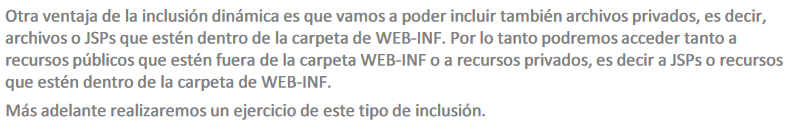 Otra ventaja de la inclusión dinámica es que vamos a poder incluir también archivos privados, es decir,
archivos o JSPs que estén dentro de la carpeta de WEB-INF. Por lo tanto podremos acceder tanto a
recursos públicos que estén fuera de la carpeta WEB-INF o a recursos privados, es decir a JSPs o recursos
que estén dentro de la carpeta de WEB-INF.
Más adelante realizaremos un ejercicio de este tipo de inclusión.